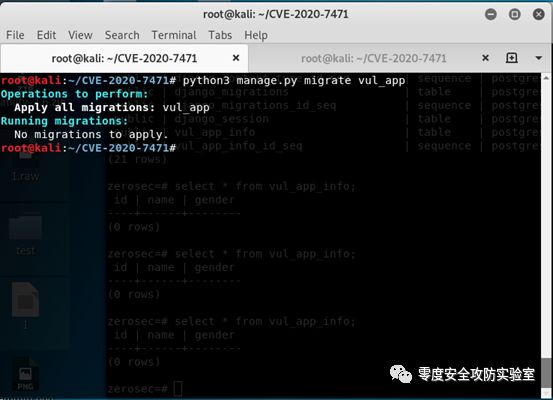 root@kali: ~/CVE-2020-7471
File Edit View Search Terminal Tabs Help
root@kali: ~/CVE-2020-7471 × root@kali: ~/CVE-2020-7471 ×
root@kali:~/CVE-2020-7471# python3 manage.py migrate vul_app
Operations to perform:
public | django_migrations | table | postgres
Apply all migrations: vul_app
_migrations_id_seq | sequence | postgres
Running migrations:
django_session | table | postgres
No migrations to apply.
vul_app_info | table | postgres
root@kali:~/CVE-2020-7471#
vul_app_info_id_seq | sequence | postgres
(21 rows)
1.raw
zerosec=# select * from vul_app_info;
id | name | gender
----+------+--------
(0 rows)
test
zerosec=# select * from vul_app_info;
id | name | gender
----+------+--------
(0 rows)
1
zerosec=# select * from vul_app_info;
id | name | gender
----+------+--------
(0 rows)
PNG
零度安全攻防实验室
zerosec=#